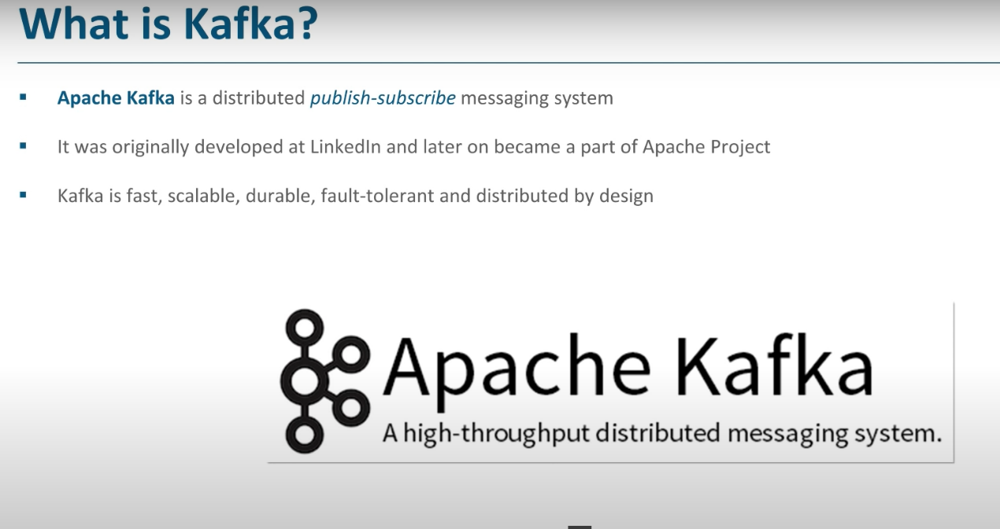 What is Kafka?
Apache Kafka is a distributed publish-subscribe messaging system
It was originally developed at LinkedIn and later on became a part of Apache Project
Kafka is fast, scalable, durable, fault-tolerant and distributed by design
Apache Kafka
A high-throughput distributed messaging system.